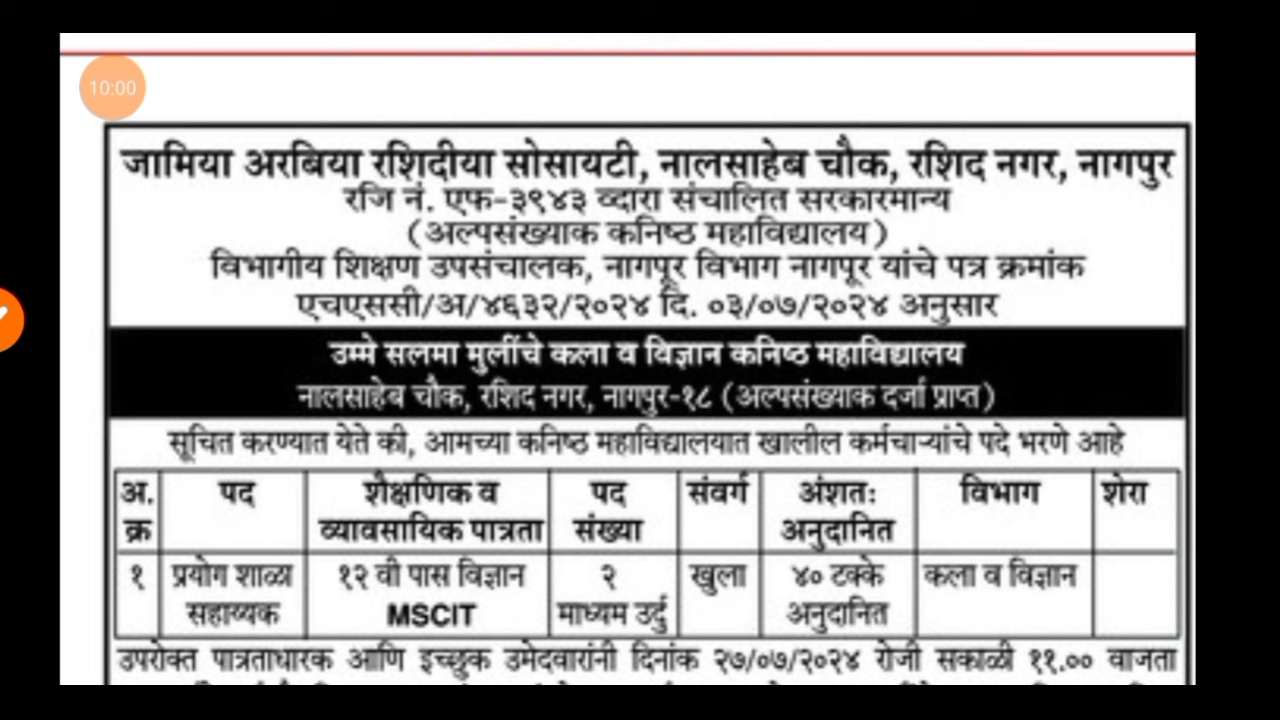 10:00
जामिया अरबिया रशिदीया सोसायटी, नालसाहेब चौक, रशिद नगर, नागपुर
रजि नं. एफ-३९४३ व्दारा संचालित सरकारमान्य
(अल्पसंख्याक कनिष्ठ महाविद्यालय)
विभागीय शिक्षण उपसंचालक, नागपूर विभाग नागपूर यांचे पत्र क्रमांक
एचएससी/अ/४६३२/२०२४ दि. ०३/०७/२०२४ अनुसार
उम्मे सलमा मुलींचे कला व विज्ञान कनिष्ठ महाविद्यालय
नालसाहेब चौक, रशिद नगर, नागपुर-१८ (अल्पसंख्याक दर्जा प्राप्त)
सूचित करण्यात येते की, आमच्या कनिष्ठ महाविद्यालयात खालील कर्मचाऱ्यांचे पदे भरणे आहे
अ. पद शैक्षणिक व पद संवर्ग अंशतः विभाग शेरा
क्र व्यावसायिक पात्रता संख्या अनुदानित
१ प्रयोग शाळा १२ वी पास विज्ञान २ खुला ४० टक्के कला व विज्ञान
सहाय्यक MSCIT माध्यम उर्दु अनुदानित
उपरोक्त पात्रताधारक आणि इच्छुक उमेदवारांनी दिनांक २७/०७/२०२४ रोजी सकाळी ११.०० वाजता